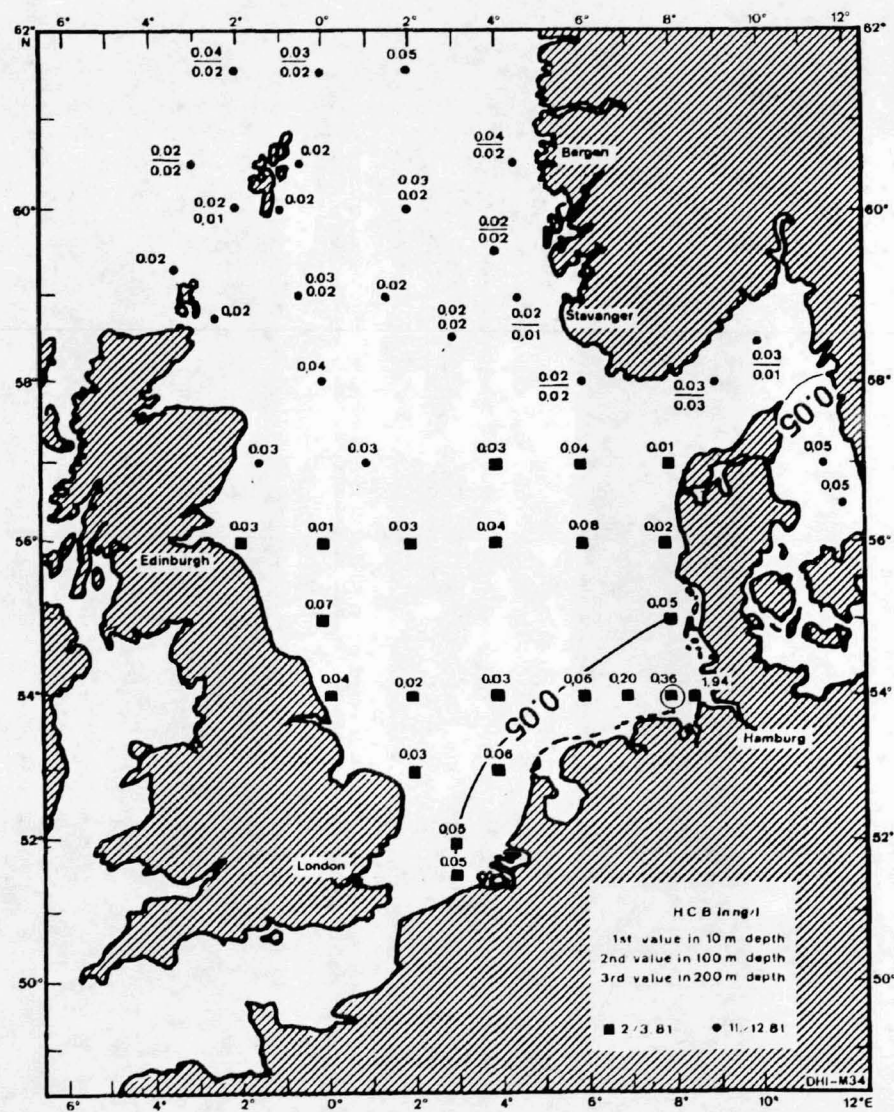 62° 6° 4° 2° 0° 2° 4° 6° 8° 10° 12° 62°
N
0.04 0.03 0.05
0.02 0.02
0.02 0.02 0.04
0.02 0.02
Bergen
60° 0.02 0.02 0.03 60°
0,01 0.02
0.02
0.02
0.02 0.03 0.02
0.02
0.02 0.02 0.02
0.02 0,01
Stavanger
0.04 0.02 0.03 0.03
0.02 0.03 0.01
58° 58°
0.05
0.03 0.03 0.03 0.04 0.01 0,05
0,05
0.03 0.01 0.03 0.04 0.08 0.02
56° 56°
Edinburgh
0.07 0,05
0.04 0.02 0.03 0,06 0,20 0,36 1,94
54° 54°
0.05
Hamburg
0.03 0.06
52° 0,05 52°
London 0.05
HCB in ng/l
1st value in 10 m depth
2nd value in 100 m depth
3rd value in 200 m depth
50° 50°
2/3.81 11./12.81
DHI-M34
6° 4° 2° 0° 2° 4° 6° 8° 10° 12°E